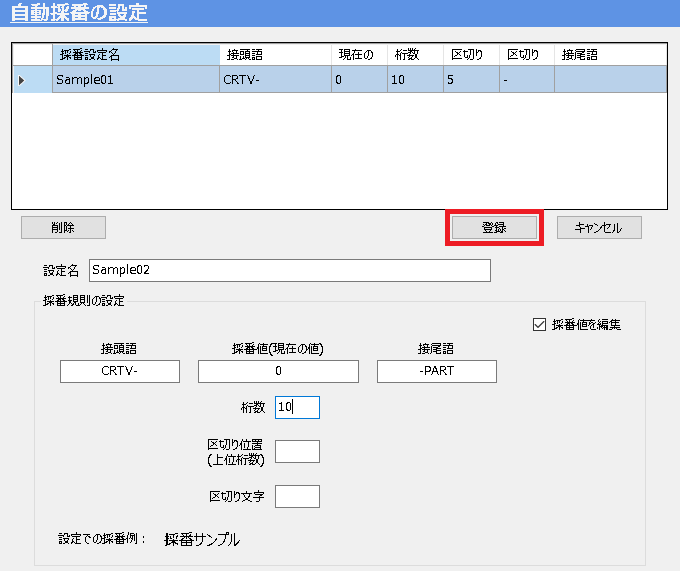 自動採番の設定
採番設定名 接頭語 現在の 桁数 区切り 区切り 接尾語
Sample01 CRTV- 0 10 5 -
削除 登録 キャンセル
設定名 Sample02
採番規則の設定
採番値を編集
接頭語 採番値(現在の値) 接尾語
CRTV- 0 -PART
桁数 10
区切り位置
(上位桁数)
区切り文字
設定での採番例： 採番サンプル